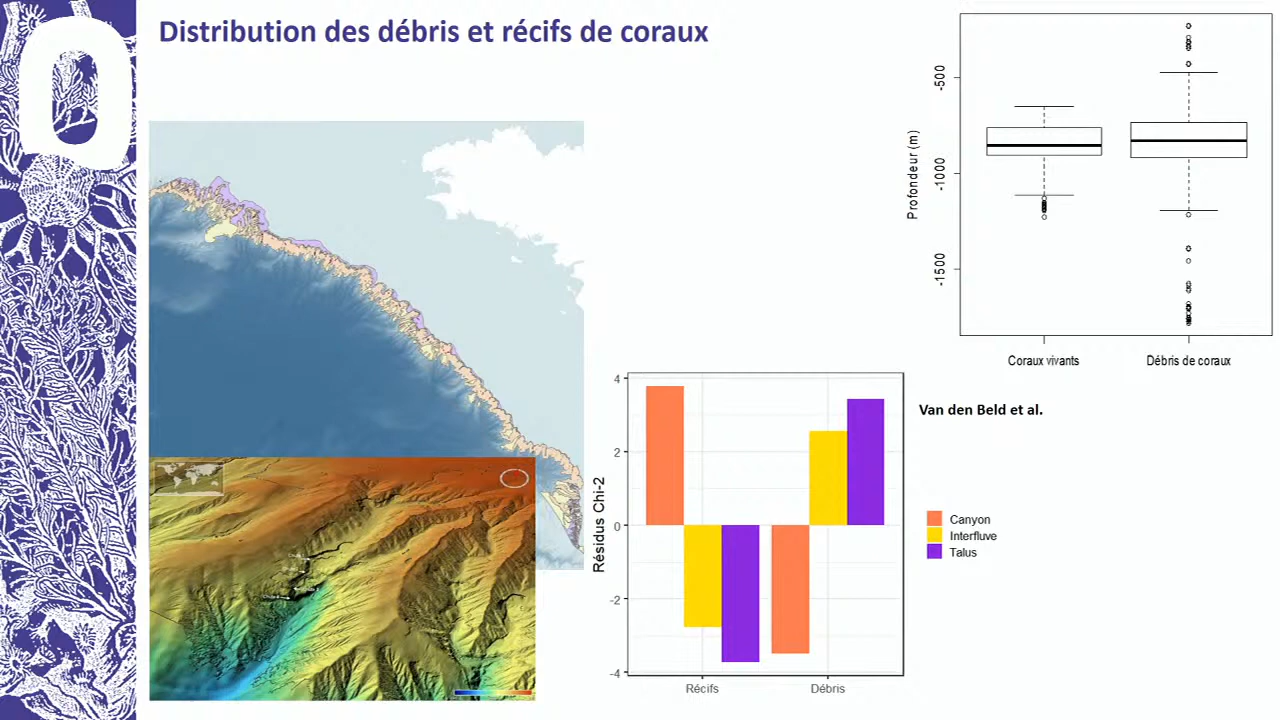 Distribution des débris et récifs de coraux
-500
-1000
-1500
Profondeur (m)
Coraux vivants
Débris de coraux
Van den Beld et al.
4
2
0
-2
-4
Résidus Chi-2
Récifs
Débris
Canyon
Interfluve
Talus